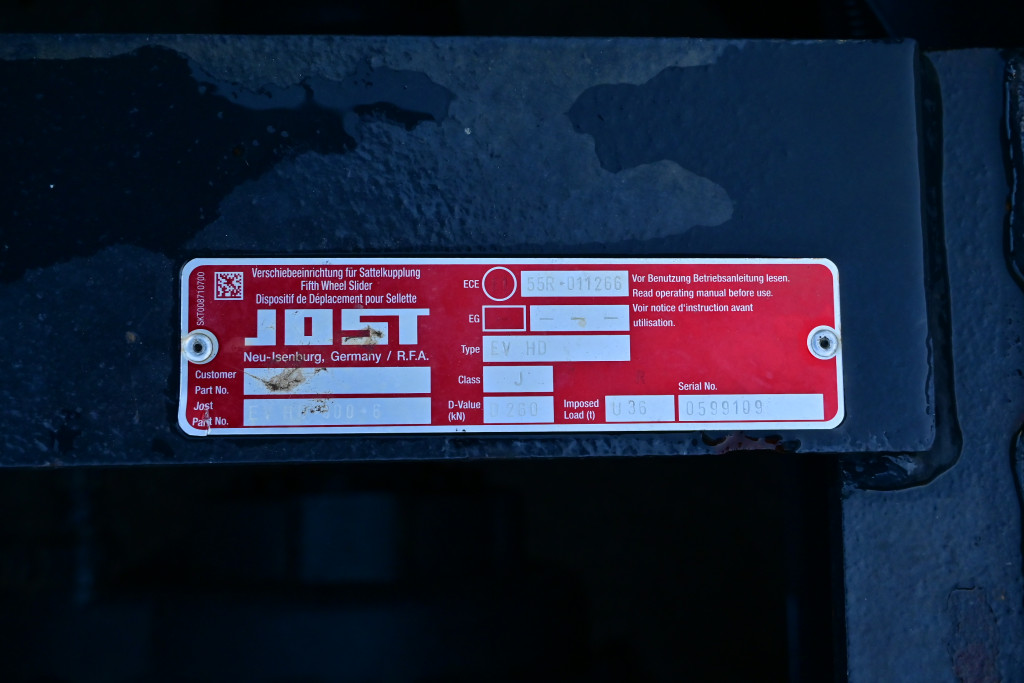 SKT008710700
Verschiebeeinrichtung für Sattelkupplung
Fifth Wheel Slider
Dispositif de Déplacement pour Sellette
JOST
Neu-Isenburg, Germany / R.F.A.
Customer
Part No.
Jost
Part No. EV
ECE 55R-011266
EG - - -
Type EV HD
Class J
D-Value
(kN) 260
Imposed
Load (t) U 36
Serial No.
0599109
Vor Benutzung Betriebsanleitung lesen.
Read operating manual before use.
Voir notice d'instruction avant
utilisation.